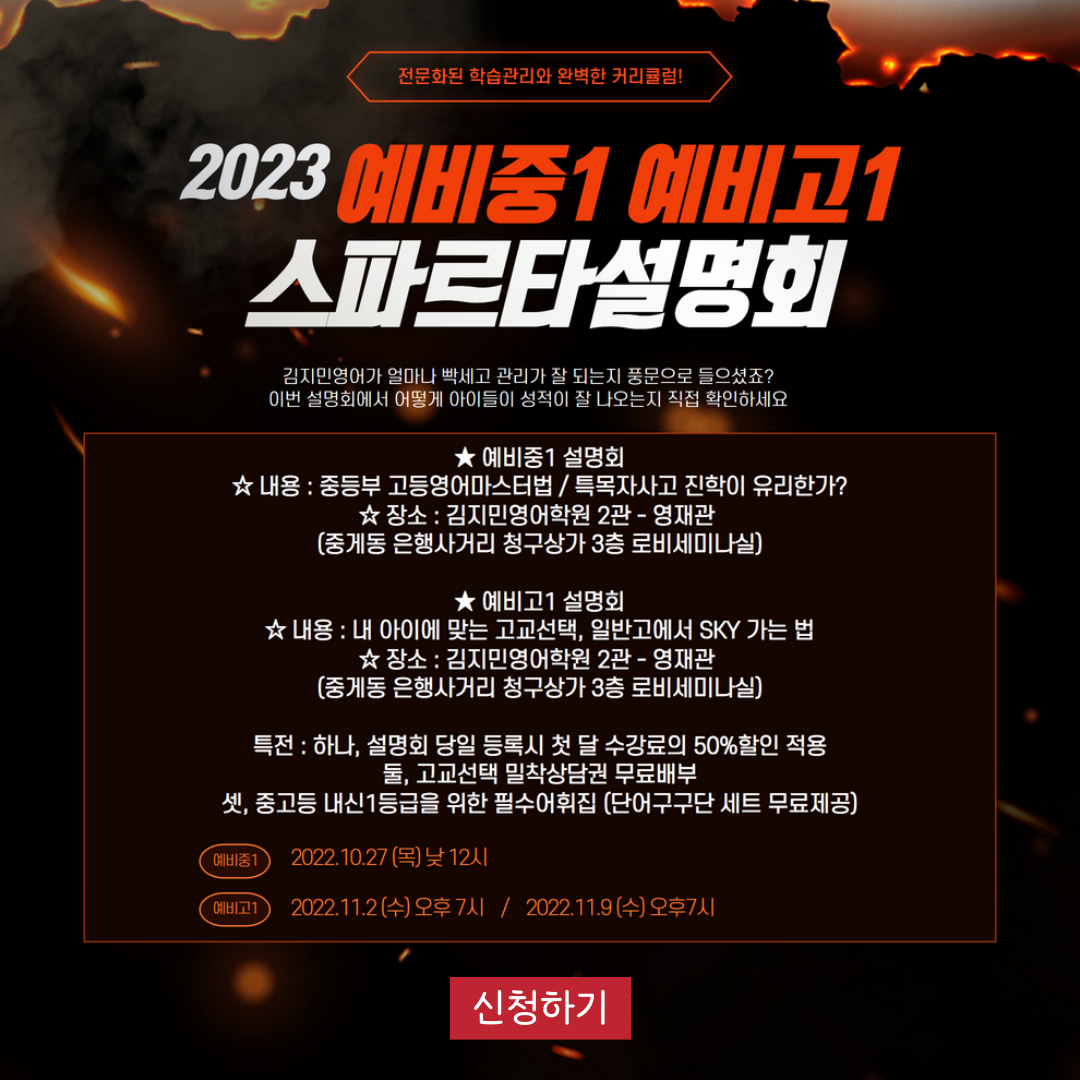 전문화된 학습관리와 완벽한 커리큘럼!
2023 예비중1 예비고1
스파르타설명회
김지민영어가 얼마나 빡세고 관리가 잘 되는지 풍문으로 들으셨죠?
이번 설명회에서 어떻게 아이들이 성적이 잘 나오는지 직접 확인하세요
★ 예비중1 설명회
☆ 내용 : 중등부 고등영어마스터법 / 특목자사고 진학이 유리한가?
☆ 장소 : 김지민영어학원 2관 - 영재관
(중계동 은행사거리 청구상가 3층 로비세미나실)
★ 예비고1 설명회
☆ 내용 : 내 아이에 맞는 고교선택, 일반고에서 SKY 가는 법
☆ 장소 : 김지민영어학원 2관 - 영재관
(중게동 은행사거리 청구상가 3층 로비세미나실)
특전 : 하나, 설명회 당일 등록시 첫 달 수강료의 50%할인 적용
둘, 고교선택 밀착상담권 무료배부
셋, 중고등 내신1등급을 위한 필수어휘집 (단어구구단 세트 무료제공)
예비중1 2022.10.27 (목) 낮 12시
예비고1 2022.11.2 (수) 오후 7시 / 2022.11.9 (수) 오후7시
신청하기